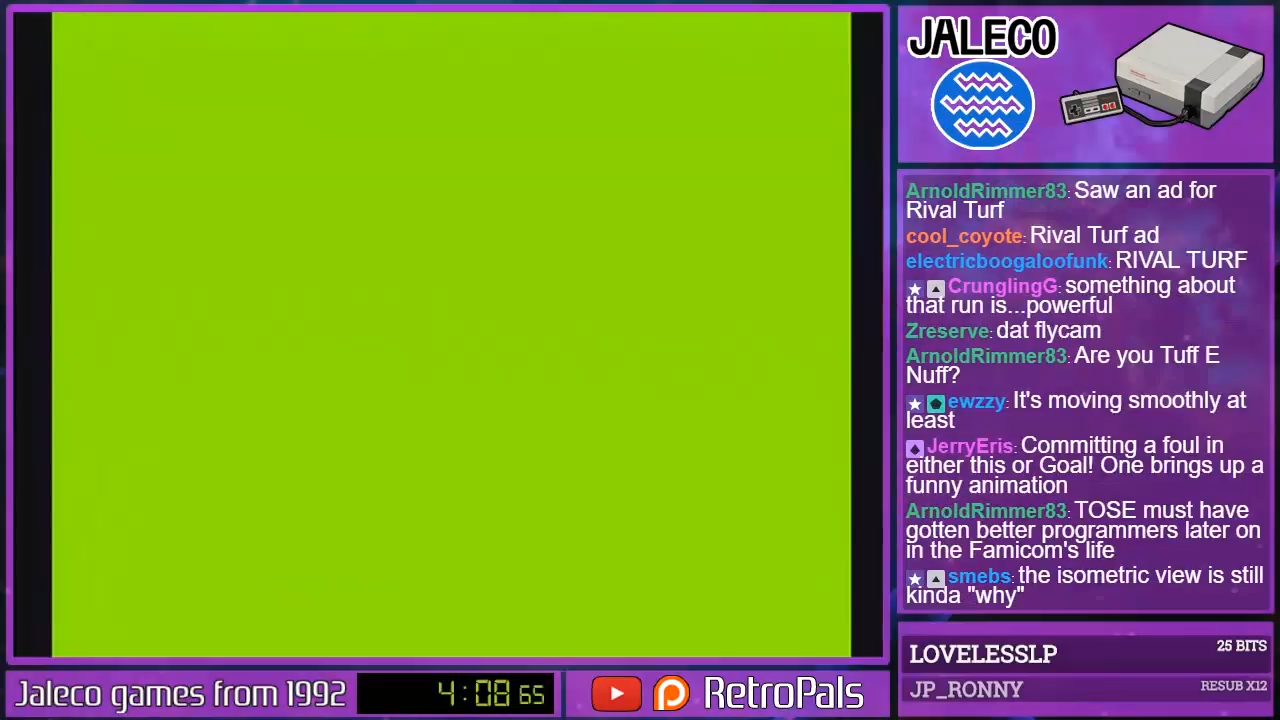 JALECO
ArnoldRimmer83: Saw an ad for
Rival Turf
cool_coyote: Rival Turf ad
electricboogaloofunk: RIVAL TURF
CrunglingG: something about
that run is...powerful
Zreserve: dat flycam
ArnoldRimmer83: Are you Tuff E
Nuff?
ewzzy: It's moving smoothly at
least
JerryEris: Committing a foul in
either this or Goal! One brings up a
funny animation
ArnoldRimmer83: TOSE must have
gotten better programmers later on
in the Famicom's life
smebs: the isometric view is still
kinda "why"
LOVELESSLP 25 BITS
JP_RONNY RESUB X12
Jaleco games from 1992 4:08 65 RetroPals